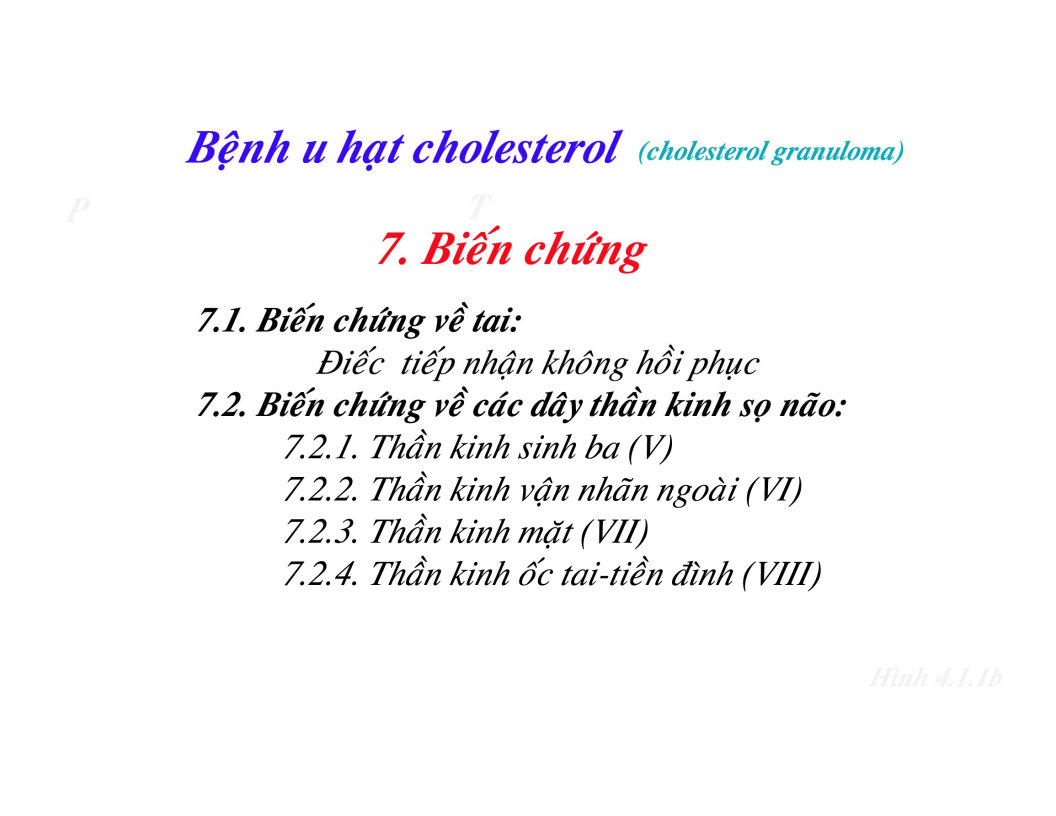 Bệnh u hạt cholesterol (cholesterol granuloma)
P T
7. Biến chứng
7.1. Biến chứng về tai:
Điếc tiếp nhận không hồi phục
7.2. Biến chứng về các dây thần kinh sọ não:
7.2.1. Thần kinh sinh ba (V)
7.2.2. Thần kinh vận nhãn ngoài (VI)
7.2.3. Thần kinh mặt (VII)
7.2.4. Thần kinh ốc tai-tiền đình (VIII)
Hình 4.1.1b